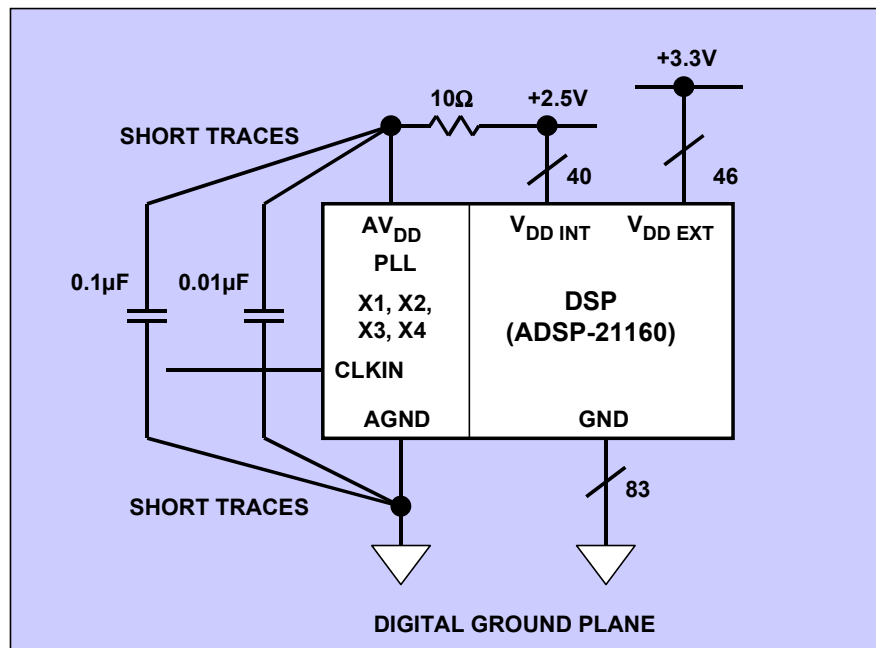 +3.3V
10Ω
+2.5V
SHORT TRACES
40
46
AVDD
VDD INT
VDD EXT
PLL
0.1µF
0.01µF
X1, X2,
X3, X4
DSP
(ADSP-21160)
CLKIN
AGND
GND
83
SHORT TRACES
DIGITAL GROUND PLANE